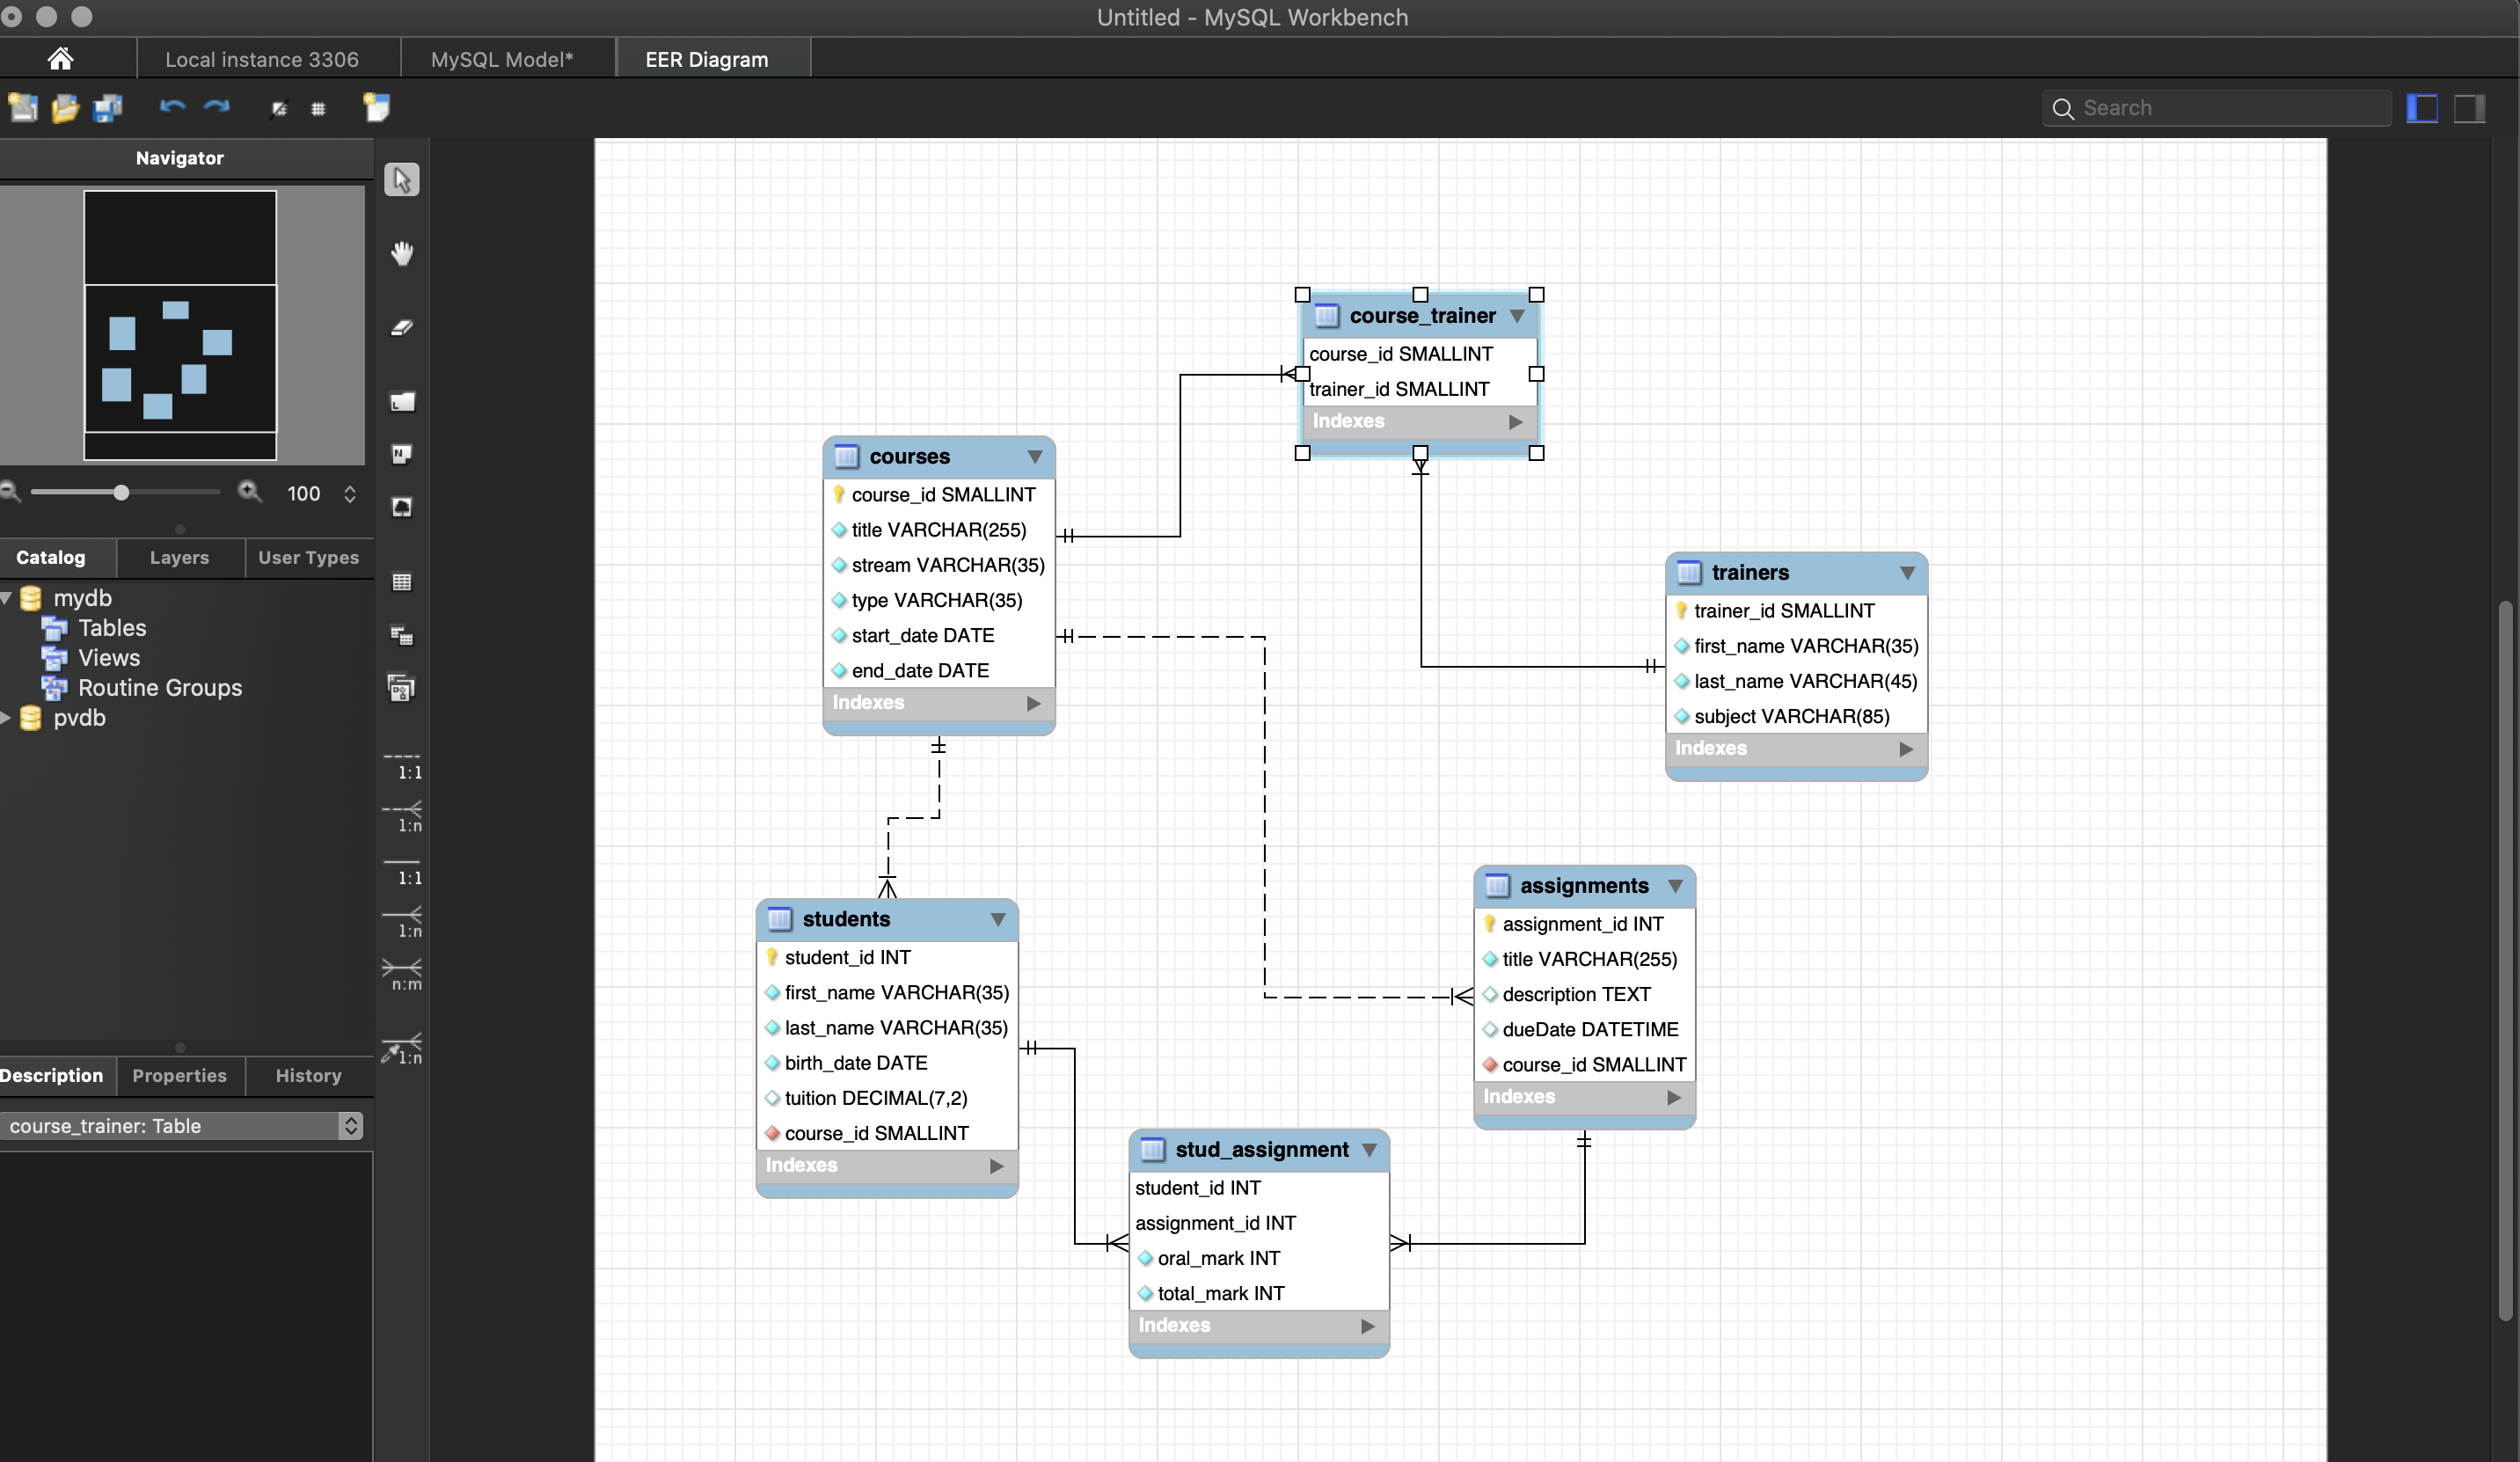 Untitled - MySQL Workbench
Local instance 3306
MySQL Model*
EER Diagram
Search
Navigator
100
Catalog
Layers
User Types
mydb
Tables
Views
Routine Groups
pvdb
Description
Properties
History
course_trainer: Table
L
N
1:1
1:n
1:1
1:n
n:m
1:n
course_trainer
course_id SMALLINT
trainer_id SMALLINT
Indexes
courses
course_id SMALLINT
title VARCHAR(255)
stream VARCHAR(35)
type VARCHAR(35)
start_date DATE
end_date DATE
Indexes
trainers
trainer_id SMALLINT
first_name VARCHAR(35)
last_name VARCHAR(45)
subject VARCHAR(85)
Indexes
assignments
assignment_id INT
title VARCHAR(255)
description TEXT
dueDate DATETIME
course_id SMALLINT
Indexes
students
student_id INT
first_name VARCHAR(35)
last_name VARCHAR(35)
birth_date DATE
tuition DECIMAL(7,2)
course_id SMALLINT
Indexes
stud_assignment
student_id INT
assignment_id INT
oral_mark INT
total_mark INT
Indexes